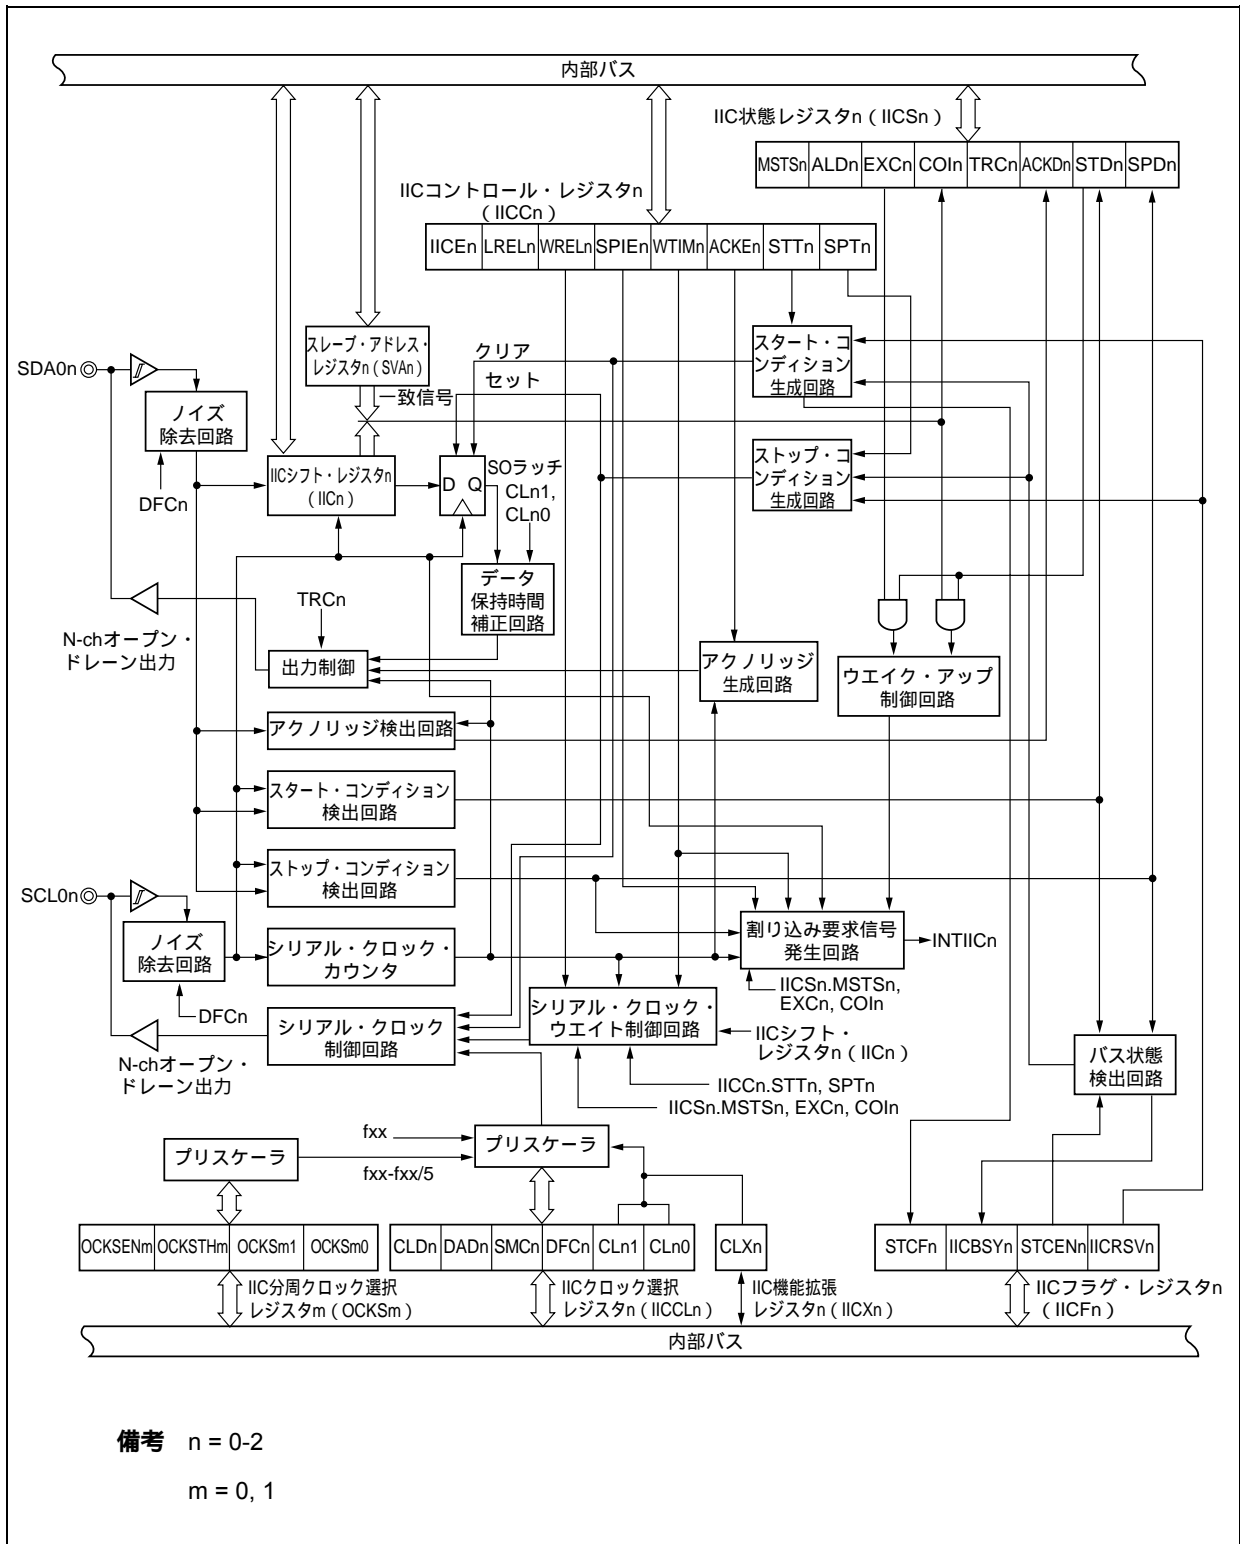 内部バス
IIC状態レジスタn（IICSn）
MSTSn ALDn EXCn COIn TRCn ACKDn STDn SPDn
IICコントロール・レジスタn
（IICCn）
IICEn LRELn WRELn SPIEn WTIMn ACKEn STTn SPTn
スレーブ・アドレス・
レジスタn（SVAn）
クリア
セット
スタート・コ
ンディション
生成回路
SDA0n
一致信号
ノイズ
除去回路
DFCn
IICシフト・レジスタn
（IICn）
D Q
SOラッチ
CLn1,
CLn0
ストップ・コ
ンディション
生成回路
データ
保持時間
補正回路
TRCn
N-chオープン・
ドレーン出力
出力制御
アクノリッジ
生成回路
ウエイク・アップ
制御回路
アクノリッジ検出回路
スタート・コンディション
検出回路
ストップ・コンディション
検出回路
SCL0n
ノイズ
除去回路
DFCn
シリアル・クロック・
カウンタ
割り込み要求信号
発生回路
INTIICn
IICSn.MSTSn,
EXCn, COIn
シリアル・クロック
制御回路
シリアル・クロック・
ウエイト制御回路
IICシフト・
レジスタn（IICn）
N-chオープン・
ドレーン出力
バス状態
検出回路
IICCn.STTn, SPTn
IICSn.MSTSn, EXCn, COIn
プリスケーラ
fxx
fxx-fxx/5
プリスケーラ
OCKSENm OCKSTHm OCKSm1 OCKSm0
CLDn DADn SMCn DFCn CLn1 CLn0
CLXn
STCFn IICBSYn STCENn IICRSVn
IIC分周クロック選択
レジスタm（OCKSm）
IICクロック選択
レジスタn（IICCLn）
IIC機能拡張
レジスタn（IICXn）
IICフラグ・レジスタn
（IICFn）
内部バス
備考 n = 0-2
m = 0, 1